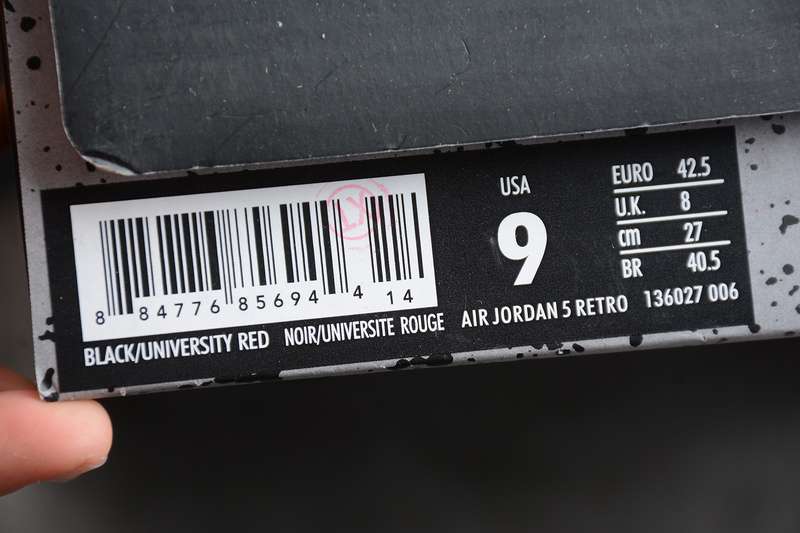 USA
9
EURO 42.5
U.K. 8
cm 27
BR 40.5
8 84776 85694 4 14
BLACK/UNIVERSITY RED NOIR/UNIVERSITE ROUGE
AIR JORDAN 5 RETRO 136027 006